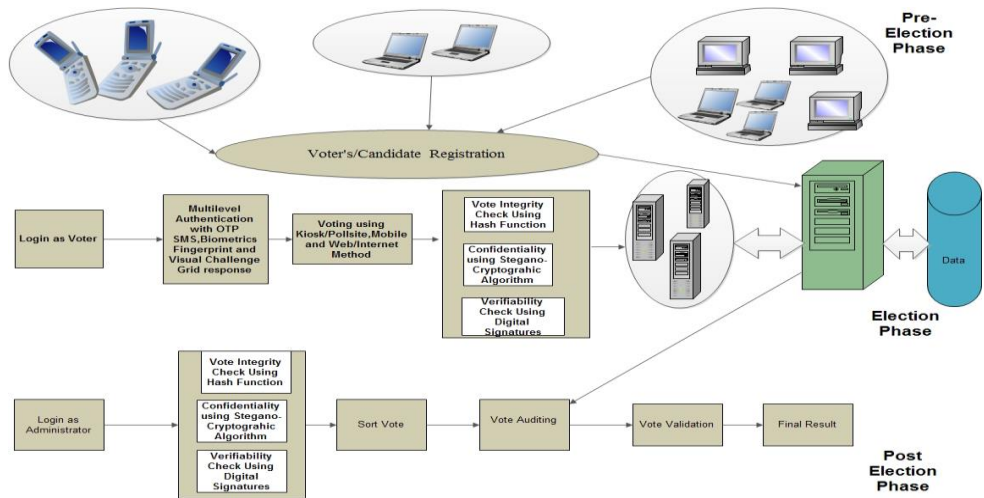 Pre-
Election
Phase
Voter's/Candidate Registration
Login as Voter
Multilevel
Authentication
with OTP
SMS,Biometrics
Fingerprint and
Visual Challenge
Grid response
Voting using
Kiosk/Pollsite,Mobile
and Web/Internet
Method
Vote Integrity
Check Using
Hash Function
Confidentiality
using Stegano-
Cryptograhic
Algorithm
Verifiability
Check Using
Digital
Signatures
Data
Election
Phase
Login as
Administrator
Vote Integrity
Check Using
Hash Function
Confidentiality
using Stegano-
Cryptograhic
Algorithm
Verifiability
Check Using
Digital
Signatures
Sort Vote
Vote Auditing
Vote Validation
Final Result
Post
Election
Phase